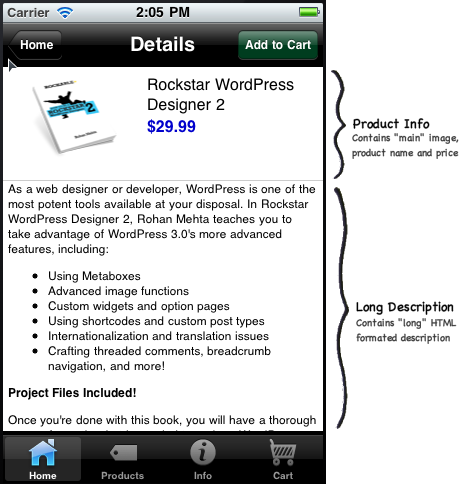 Carrier
2:05 PM
Home
Details
Add to Cart
ROCKSTAR
2
Rockstar WordPress
Designer 2
$29.99
Product Info
Contains "main" image,
product name and price
As a web designer or developer, WordPress is one of the
most potent tools available at your disposal. In Rockstar
WordPress Designer 2, Rohan Mehta teaches you to
take advantage of WordPress 3.0's more advanced
features, including:
Using Metaboxes
Advanced image functions
Custom widgets and option pages
Using shortcodes and custom post types
Internationalization and translation issues
Crafting threaded comments, breadcrumb
navigation, and more!
Long Description
Contains "long" HTML
formated description
Project Files Included!
Once you're done with this book, you will have a thorough
Home
Products
Info
Cart